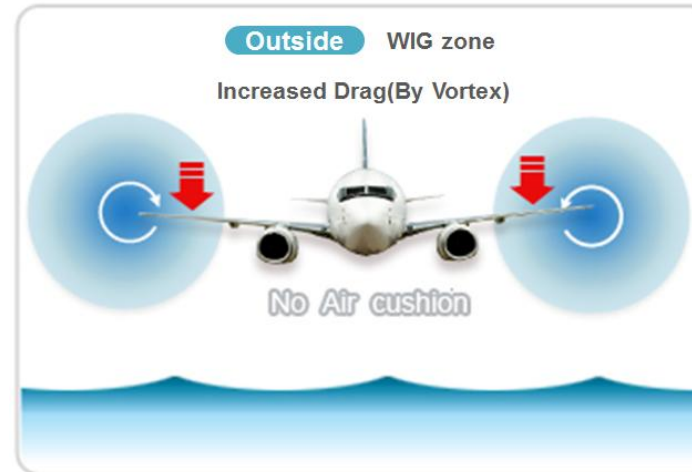 Outside WIG zone
Increased Drag(By Vortex)
No Air cushion